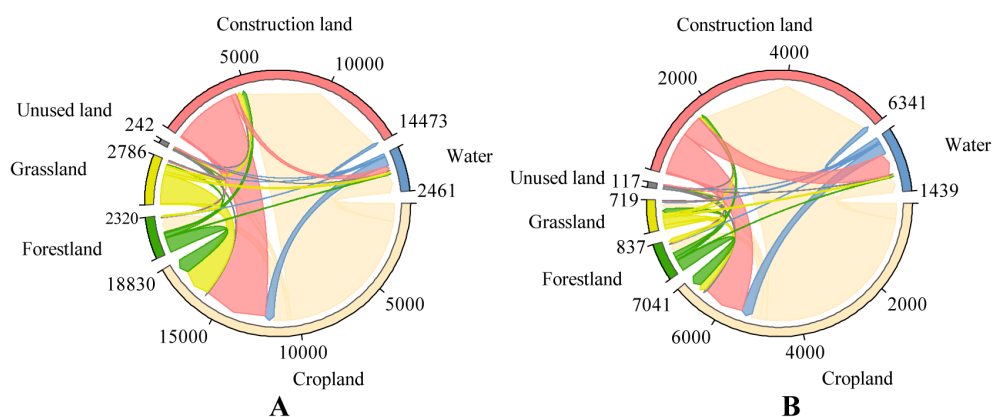 Construction land
5000
10000
Unused land
242
14473
2786
Water
Grassland
2461
2320
Forestland
18830
5000
15000
10000
Cropland
A
Construction land
4000
2000
6341
Water
Unused land
117
719
1439
Grassland
837
Forestland
7041
2000
6000
4000
Cropland
B